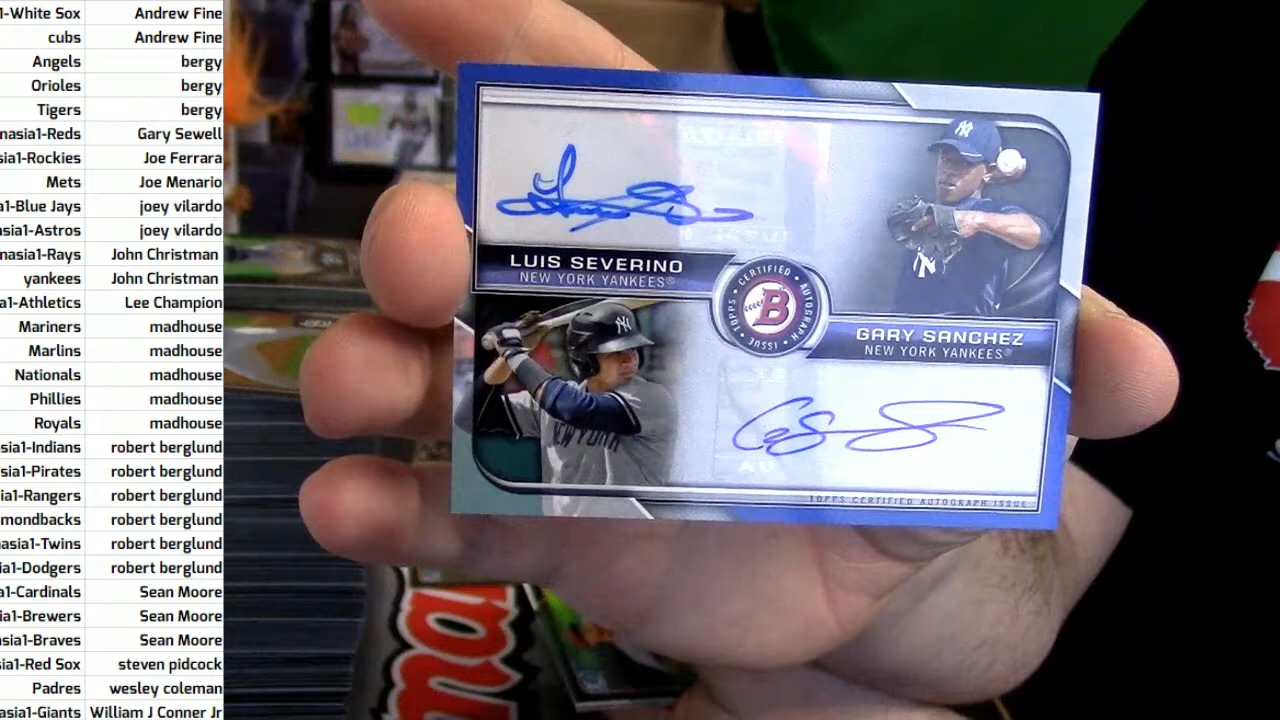 1-White Sox Andrew Fine
cubs Andrew Fine
Angels bergy
Orioles bergy
Tigers bergy
nasia1-Reds Gary Sewell
sia1-Rockies Joe Ferrara
Mets Joe Menario
a1-Blue Jays joey vilardo
asia1-Astros joey vilardo
nasia1-Rays John Christman
yankees John Christman
a1-Athletics Lee Champion
Mariners madhouse
Marlins madhouse
Nationals madhouse
Phillies madhouse
Royals madhouse
sia1-Indians robert berglund
sia1-Pirates robert berglund
ia1-Rangers robert berglund
mondbacks robert berglund
nasia1-Twins robert berglund
ia1-Dodgers robert berglund
a1-Cardinals Sean Moore
ia1-Brewers Sean Moore
asia1-Braves Sean Moore
sia1-Red Sox steven pidcock
Padres wesley coleman
asia1-Giants William J Conner Jr
LUIS SEVERINO
NEW YORK YANKEES®
TOPPS • CERTIFIED • AUTOGRAPH • ISSUE •
B
GARY SANCHEZ
NEW YORK YANKEES®
NEW YORK
TOPPS CERTIFIED AUTOGRAPH ISSUE